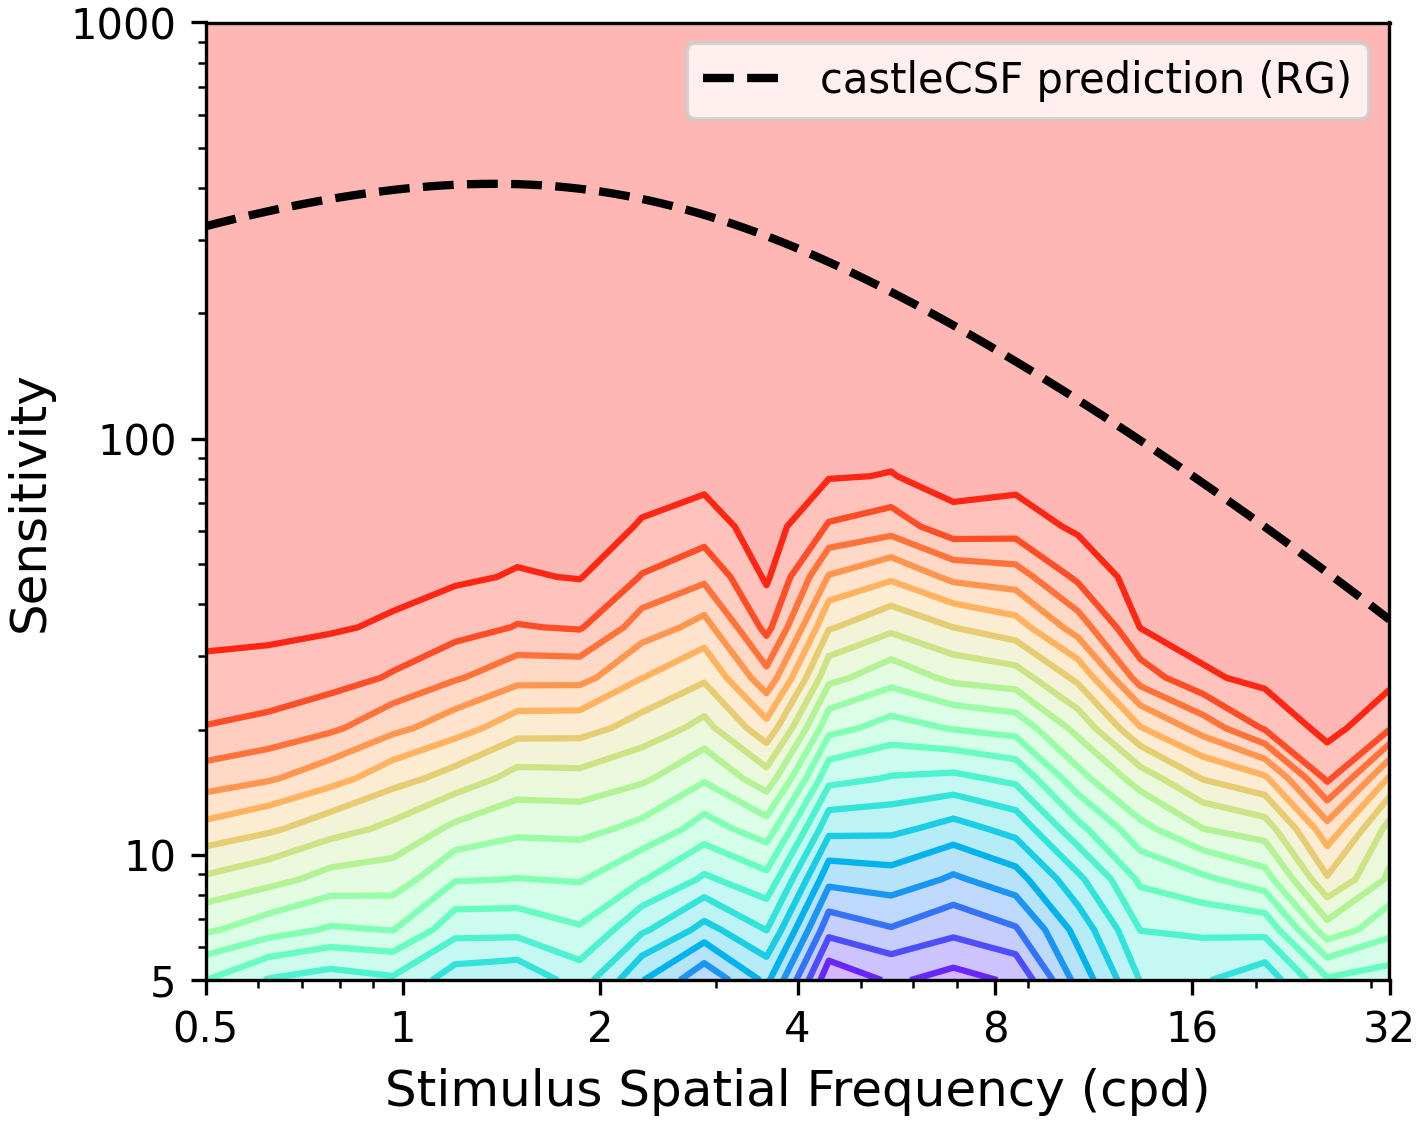 1000
castleCSF prediction (RG)
100
Sensitivity
10
5
0.5 1 2 4 8 16 32
Stimulus Spatial Frequency (cpd)